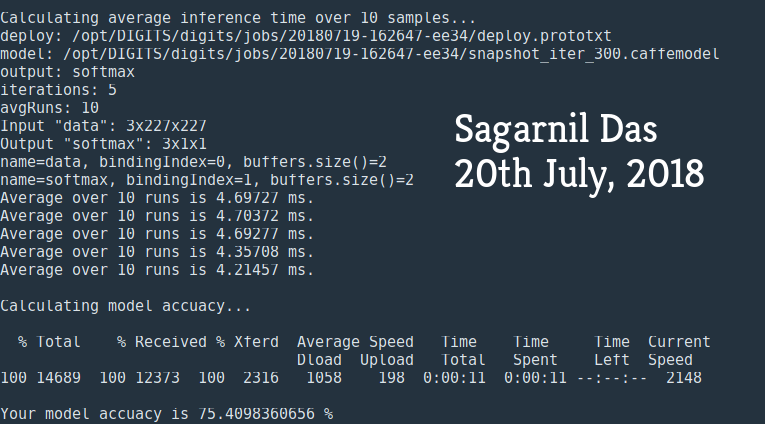 Calculating average inference time over 10 samples...
deploy: /opt/DIGITS/digits/jobs/20180719-162647-ee34/deploy.prototxt
model: /opt/DIGITS/digits/jobs/20180719-162647-ee34/snapshot_iter_300.caffemodel
output: softmax
iterations: 5
avgRuns: 10
Input "data": 3x227x227
Output "softmax": 3x1x1
name=data, bindingIndex=0, buffers.size()=2
name=softmax, bindingIndex=1, buffers.size()=2
Average over 10 runs is 4.69727 ms.
Average over 10 runs is 4.70372 ms.
Average over 10 runs is 4.69277 ms.
Average over 10 runs is 4.35708 ms.
Average over 10 runs is 4.21457 ms.
Sagarnil Das
20th July, 2018
Calculating model accuacy...
  % Total    % Received % Xferd  Average Speed   Time    Time     Time  Current
                                 Dload  Upload   Total   Spent    Left  Speed
100 14689  100 12373  100  2316   1058    198  0:00:11  0:00:11 --:--:--  2148
Your model accuacy is 75.4098360656 %